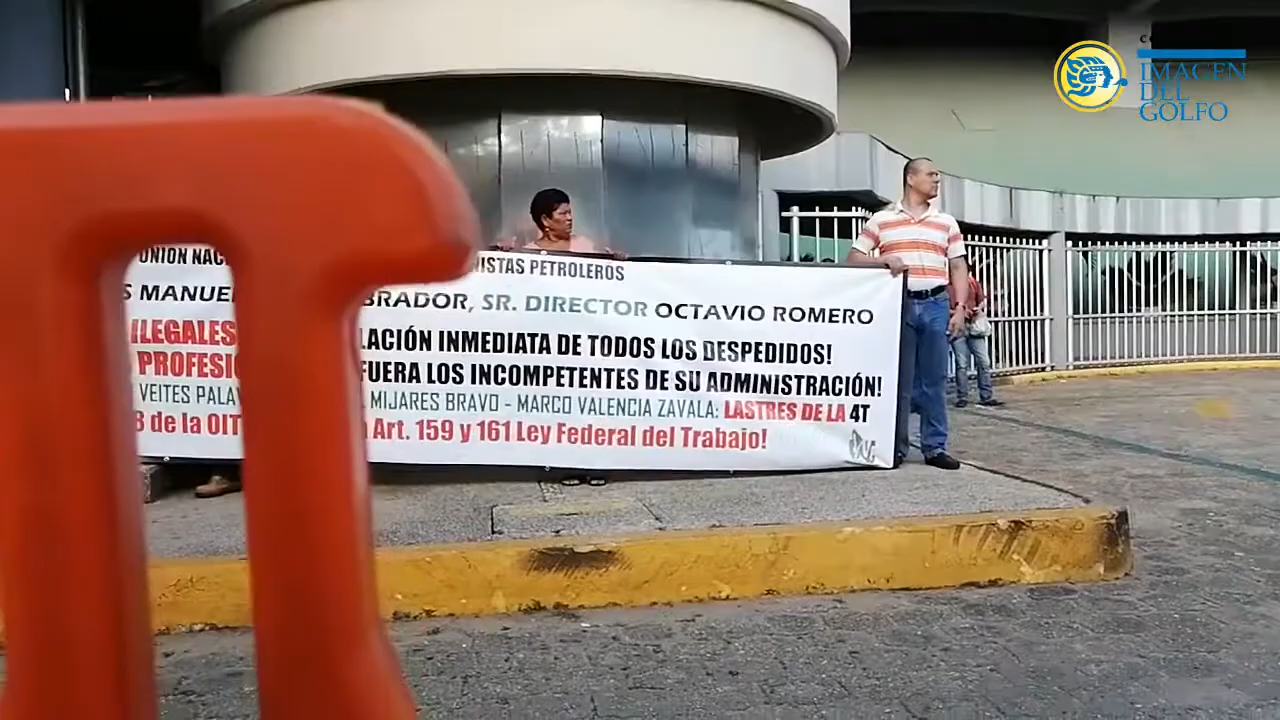 IMAGEN
DEL
GOLFO
UNION NAC NISTAS PETROLEROS
S MANUEL BRADOR, SR. DIRECTOR OCTAVIO ROMERO
ILEGALES LACIÓN INMEDIATA DE TODOS LOS DESPEDIDOS!
PROFESIO FUERA LOS INCOMPETENTES DE SU ADMINISTRACIÓN!
VEITES PALAV MIJARES BRAVO - MARCO VALENCIA ZAVALA: LASTRES DE LA 4T
de la OIT Art. 159 y 161 Ley Federal del Trabajo!